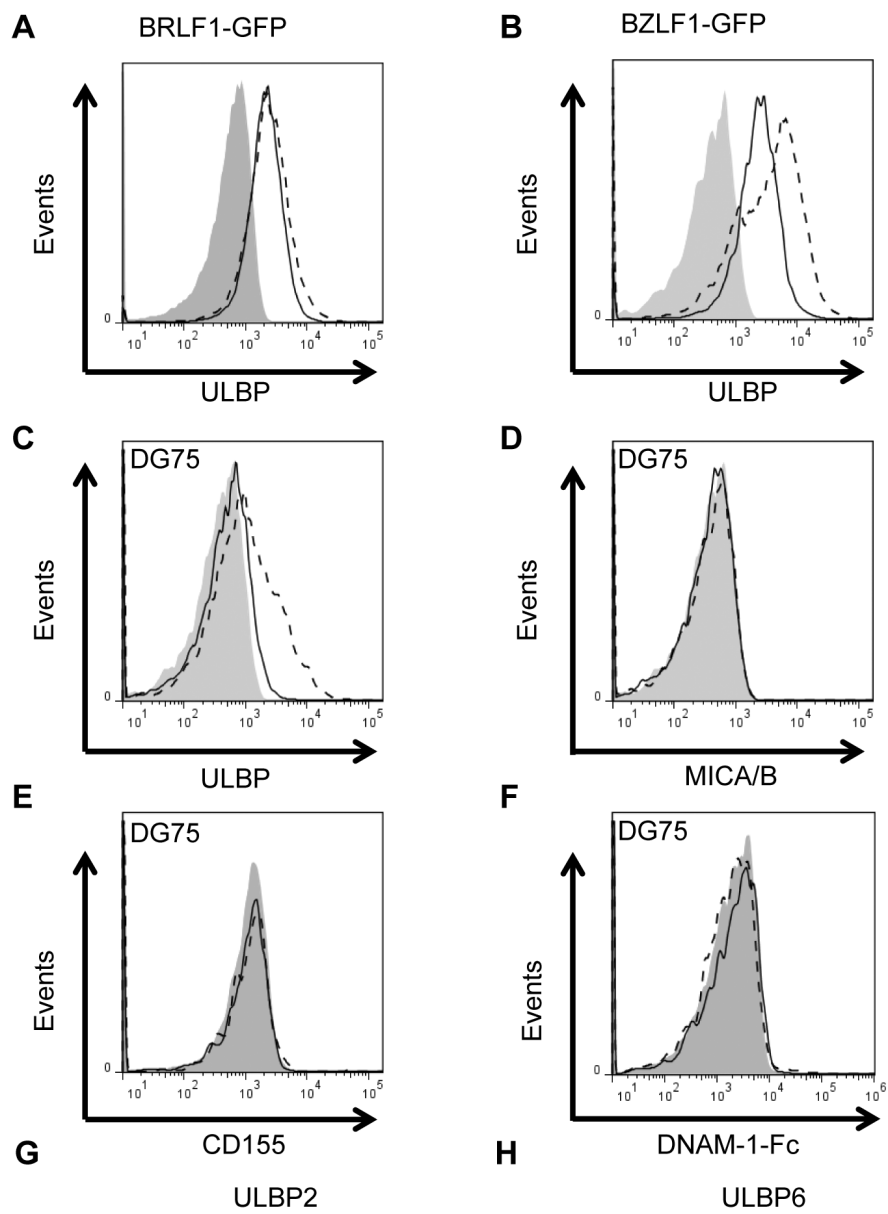 A
BRLF1-GFP
B
BZLF1-GFP
Events
0
10^1 10^2 10^3 10^4 10^5
ULBP
Events
0
10^1 10^2 10^3 10^4 10^5
ULBP
C
DG75
D
DG75
Events
0
10^1 10^2 10^3 10^4 10^5
ULBP
Events
0
10^1 10^2 10^3 10^4 10^5
MICA/B
E
DG75
F
DG75
Events
0
10^1 10^2 10^3 10^4 10^5
CD155
Events
0
10^1 10^2 10^3 10^4 10^5 10^6
DNAM-1-Fc
G
ULBP2
H
ULBP6